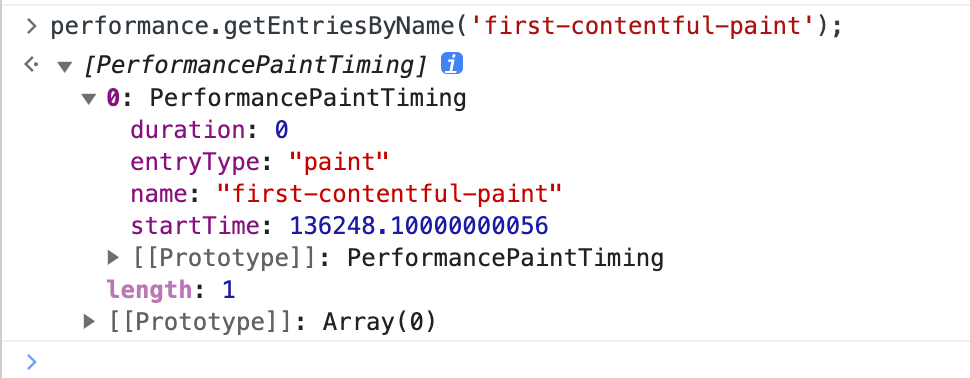 > performance.getEntriesByName('first-contentful-paint');
<· ▼ [PerformancePaintTiming] i
▼ 0: PerformancePaintTiming
duration: 0
entryType: "paint"
name: "first-contentful-paint"
startTime: 136248.10000000056
▶ [[Prototype]]: PerformancePaintTiming
length: 1
▶ [[Prototype]]: Array(0)
>